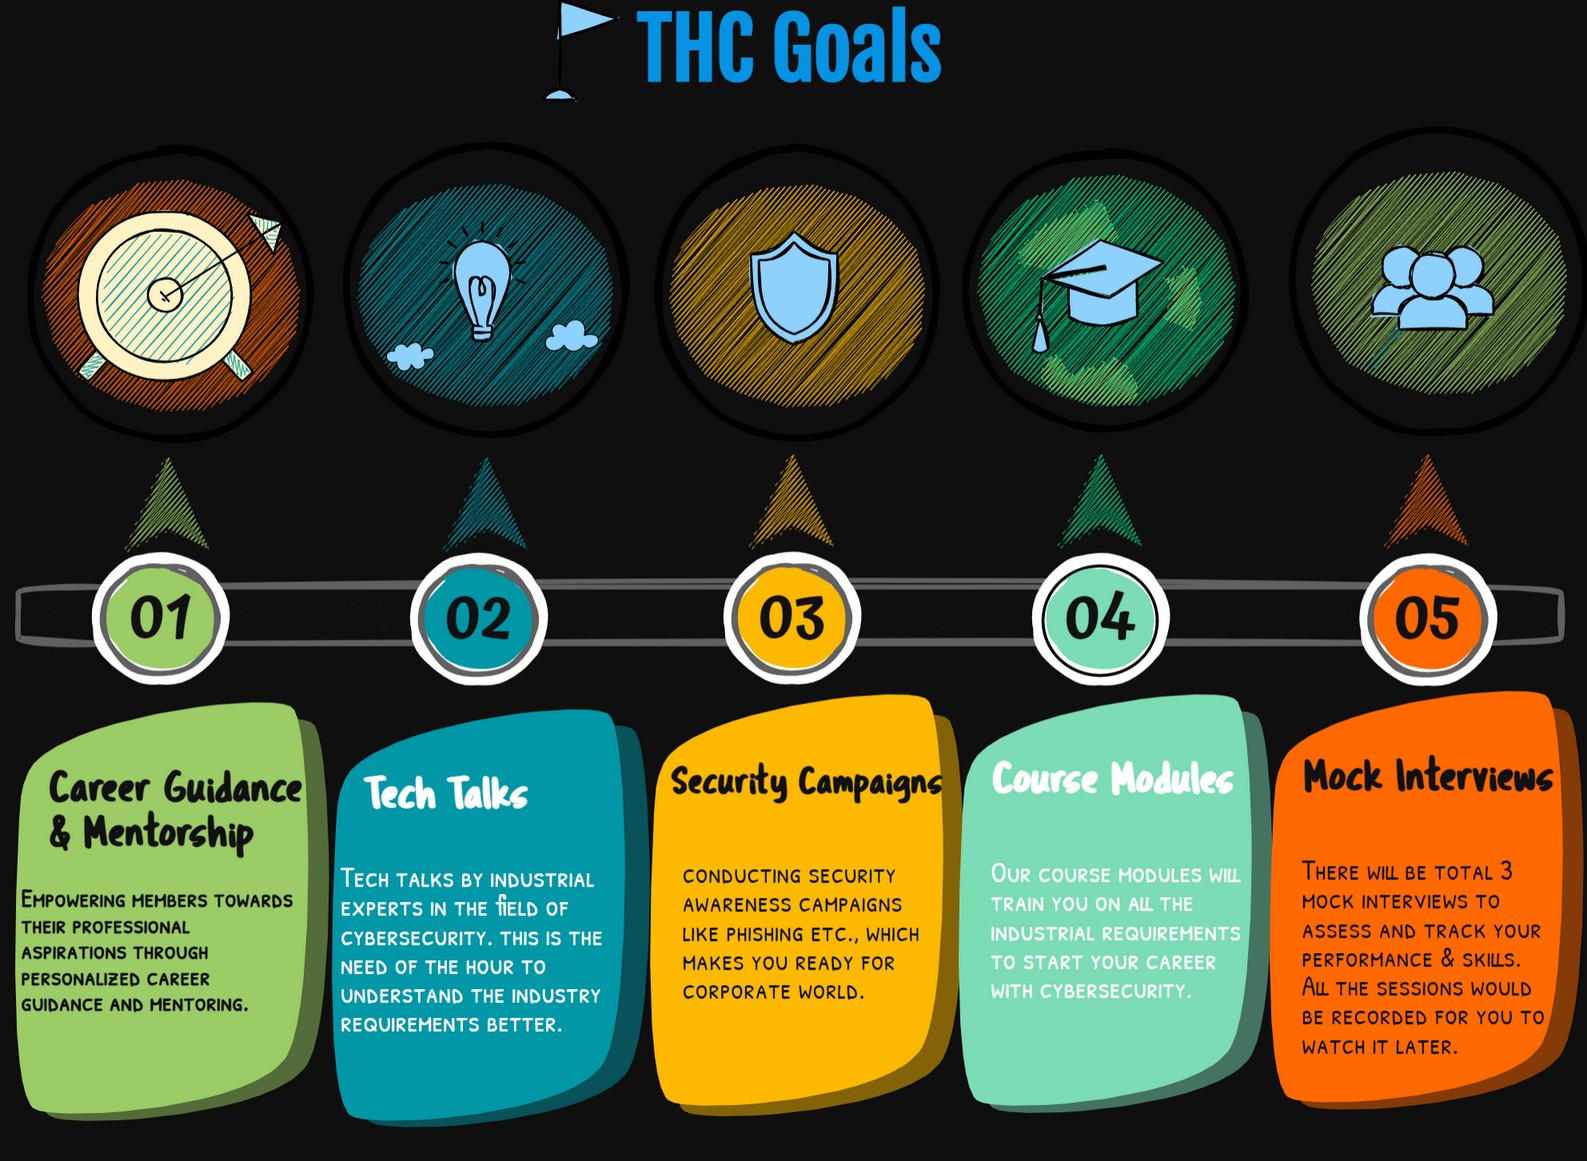 THC Goals
01
02
03
04
05
Career Guidance
& Mentorship
Empowering members towards
their professional
aspirations through
personalized career
guidance and mentoring.
Tech Talks
Tech talks by industrial
experts in the field of
cybersecurity. this is the
need of the hour to
understand the industry
requirements better.
Security Campaigns
conducting security
awareness campaigns
like phishing etc., which
makes you ready for
corporate world.
Course Modules
Our course modules will
train you on all the
industrial requirements
to start your career
with cybersecurity.
Mock Interviews
There will be total 3
mock interviews to
assess and track your
performance & skills.
All the sessions would
be recorded for you to
watch it later.